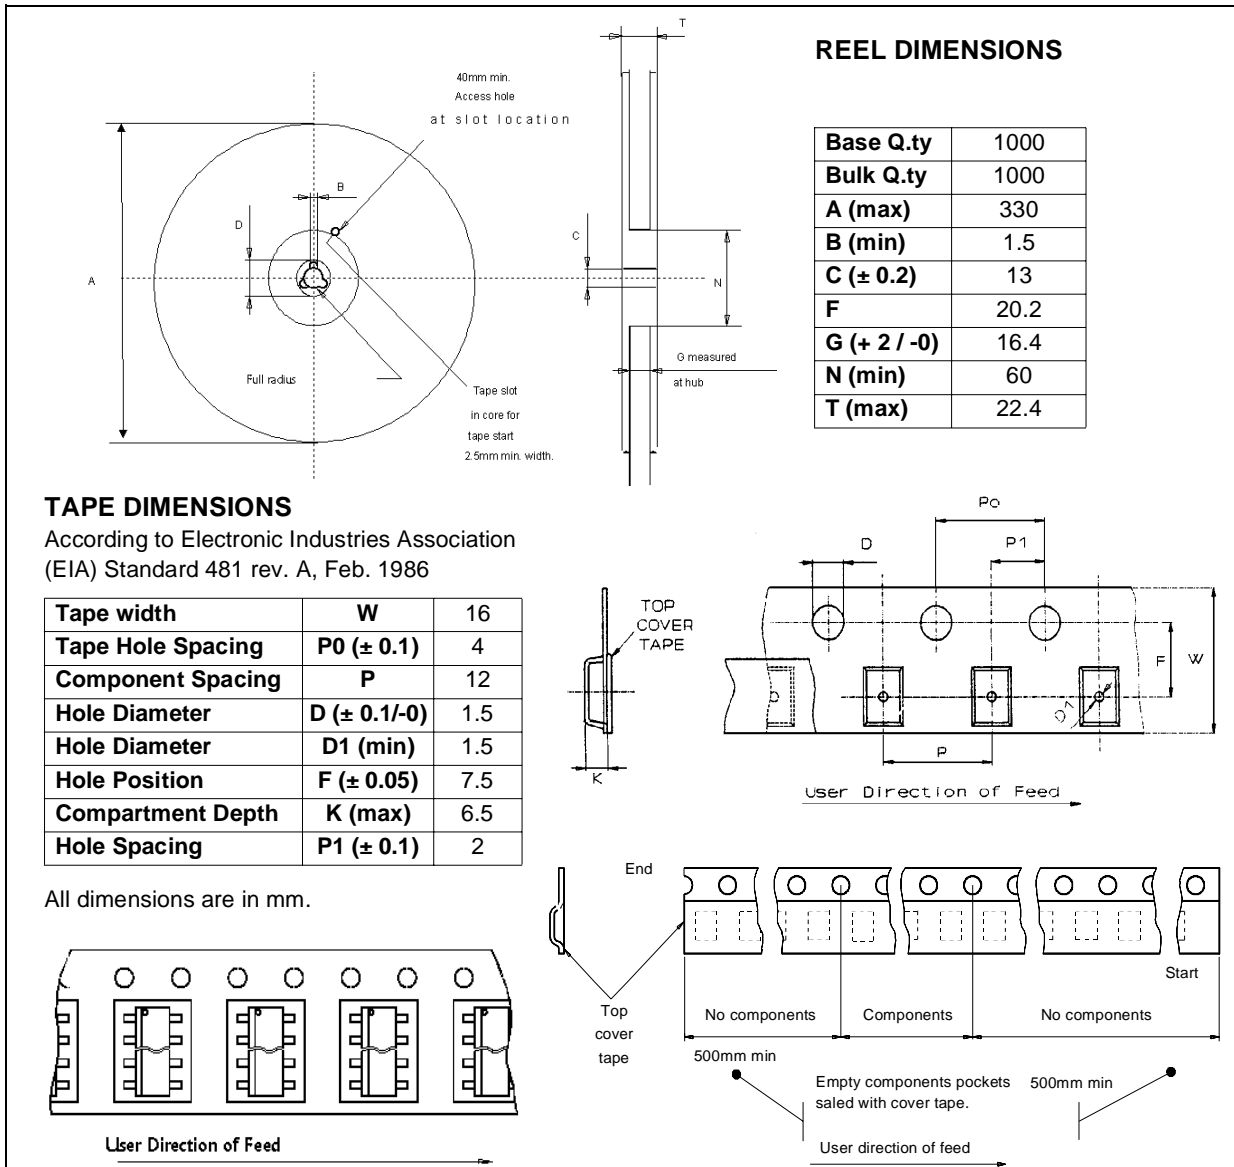 REEL DIMENSIONS
T
40mm min.
Access hole
at slot location
B
D
A
C
N
Full radius
Tape slot
in core for
tape start
2.5mm min. width.
G measured
at hub
Base Q.ty 1000
Bulk Q.ty 1000
A (max) 330
B (min) 1.5
C (± 0.2) 13
F 20.2
G (+ 2 / -0) 16.4
N (min) 60
T (max) 22.4
TAPE DIMENSIONS
According to Electronic Industries Association
(EIA) Standard 481 rev. A, Feb. 1986
Tape width W 16
Tape Hole Spacing P0 (± 0.1) 4
Component Spacing P 12
Hole Diameter D (± 0.1/-0) 1.5
Hole Diameter D1 (min) 1.5
Hole Position F (± 0.05) 7.5
Compartment Depth K (max) 6.5
Hole Spacing P1 (± 0.1) 2
All dimensions are in mm.
Po
D
P1
TOP
COVER
TAPE
F
W
D1
P
K
User Direction of Feed
End
Start
Top
cover
tape
No components
Components
No components
500mm min
Empty components pockets
saled with cover tape.
500mm min
User direction of feed
User Direction of Feed